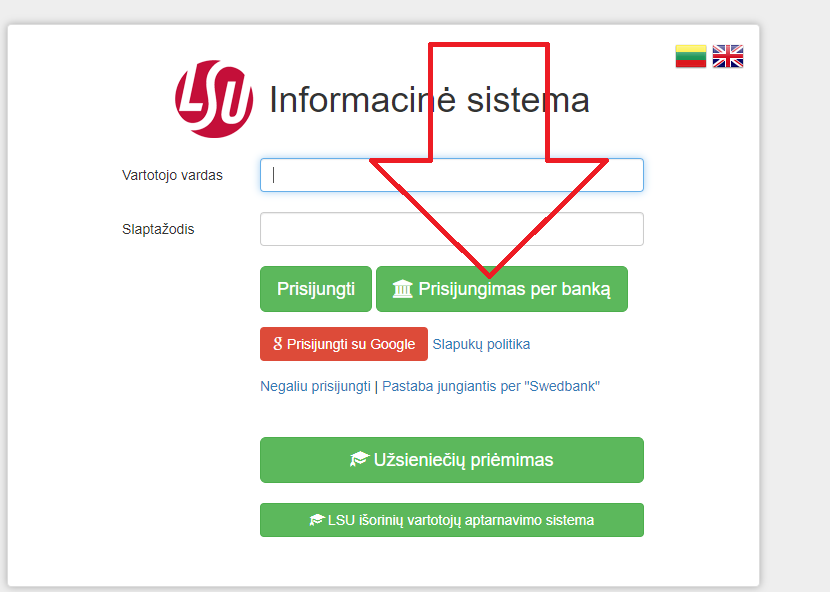 LSU Informacinė sistema
Vartotojo vardas
Slaptažodis
Prisijungti Prisijungimas per banką
8 Prisijungti su Google Slapukų politika
Negaliu prisijungti | Pastaba jungiantis per "Swedbank"
Užsieniečių priėmimas
LSU išorinių vartotojų aptarnavimo sistema